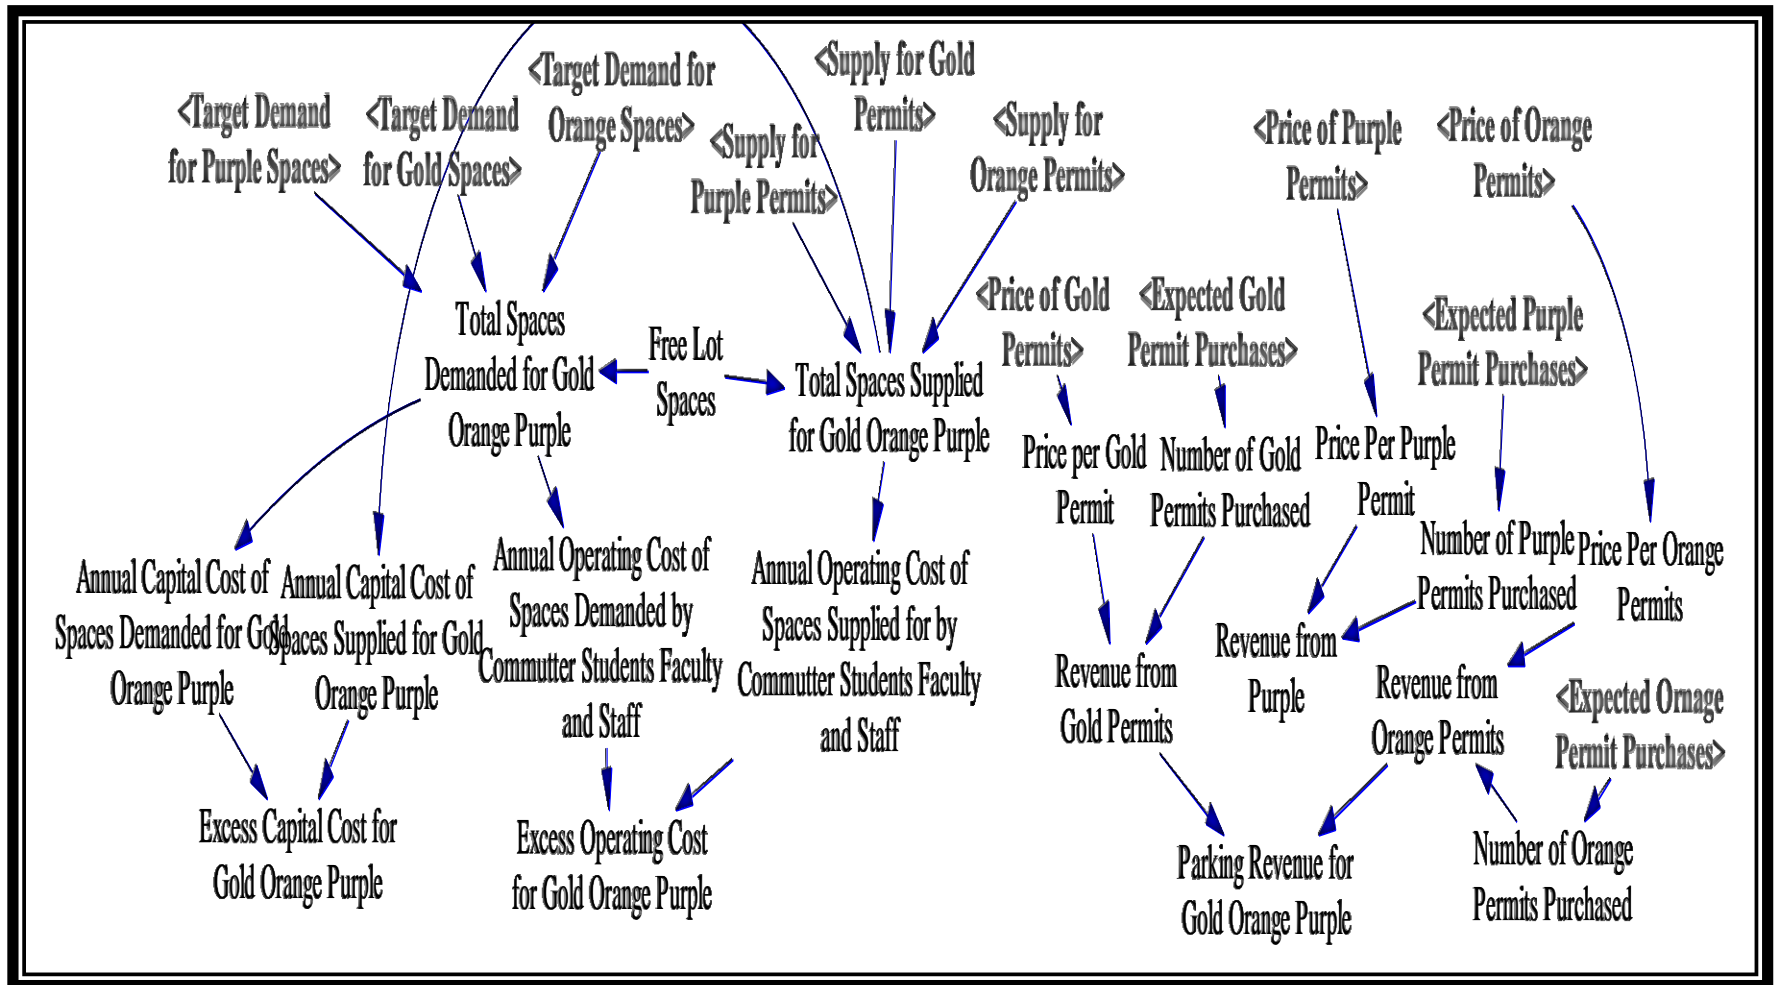 <Target Demand
for Purple Spaces>
<Target Demand
for Gold Spaces>
<Target Demand for
Orange Spaces>
<Supply for
Purple Permits>
<Supply for Gold
Permits>
<Supply for
Orange Permits>
<Price of Purple
Permits>
<Price of Orange
Permits>
Total Spaces
Demanded for Gold
Orange Purple
Free Lot
Spaces
Total Spaces Supplied
for Gold Orange Purple
<Price of Gold
Permits>
<Expected Gold
Permit Purchases>
<Expected Purple
Permit Purchases>
Price per Gold
Permit
Number of Gold
Permits Purchased
Price Per Purple
Permit
Number of Purple
Permits Purchased
Price Per Orange
Permits
Annual Capital Cost of
Spaces Demanded for Gold
Orange Purple
Annual Capital Cost of
Spaces Supplied for Gold
Orange Purple
Annual Operating Cost of
Spaces Demanded by
Commutter Students Faculty
and Staff
Annual Operating Cost of
Spaces Supplied for by
Commutter Students Faculty
and Staff
Revenue from
Gold Permits
Revenue from
Purple
Revenue from
Orange Permits
<Expected Ornage
Permit Purchases>
Excess Capital Cost for
Gold Orange Purple
Excess Operating Cost
for Gold Orange Purple
Parking Revenue for
Gold Orange Purple
Number of Orange
Permits Purchased